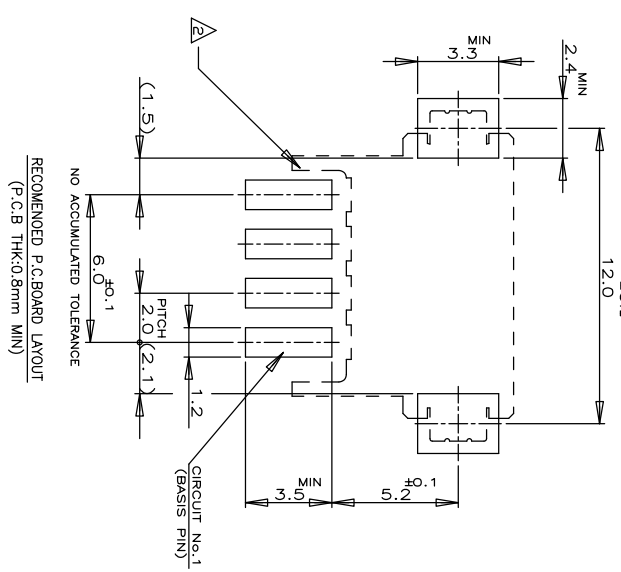 2
(1.5)
6.0 ±0.1
NO ACCUMULATED TOLERANCE
PITCH
2.0
(2.1)
1.2
MIN
3.3
2.4 MIN
12.0
MIN
3.5
±0.1
5.2
CIRCUIT No.1
(BASIS PIN)
RECOMENDED P.C.BOARD LAYOUT
(P.C.B THK:0.8mm MIN)